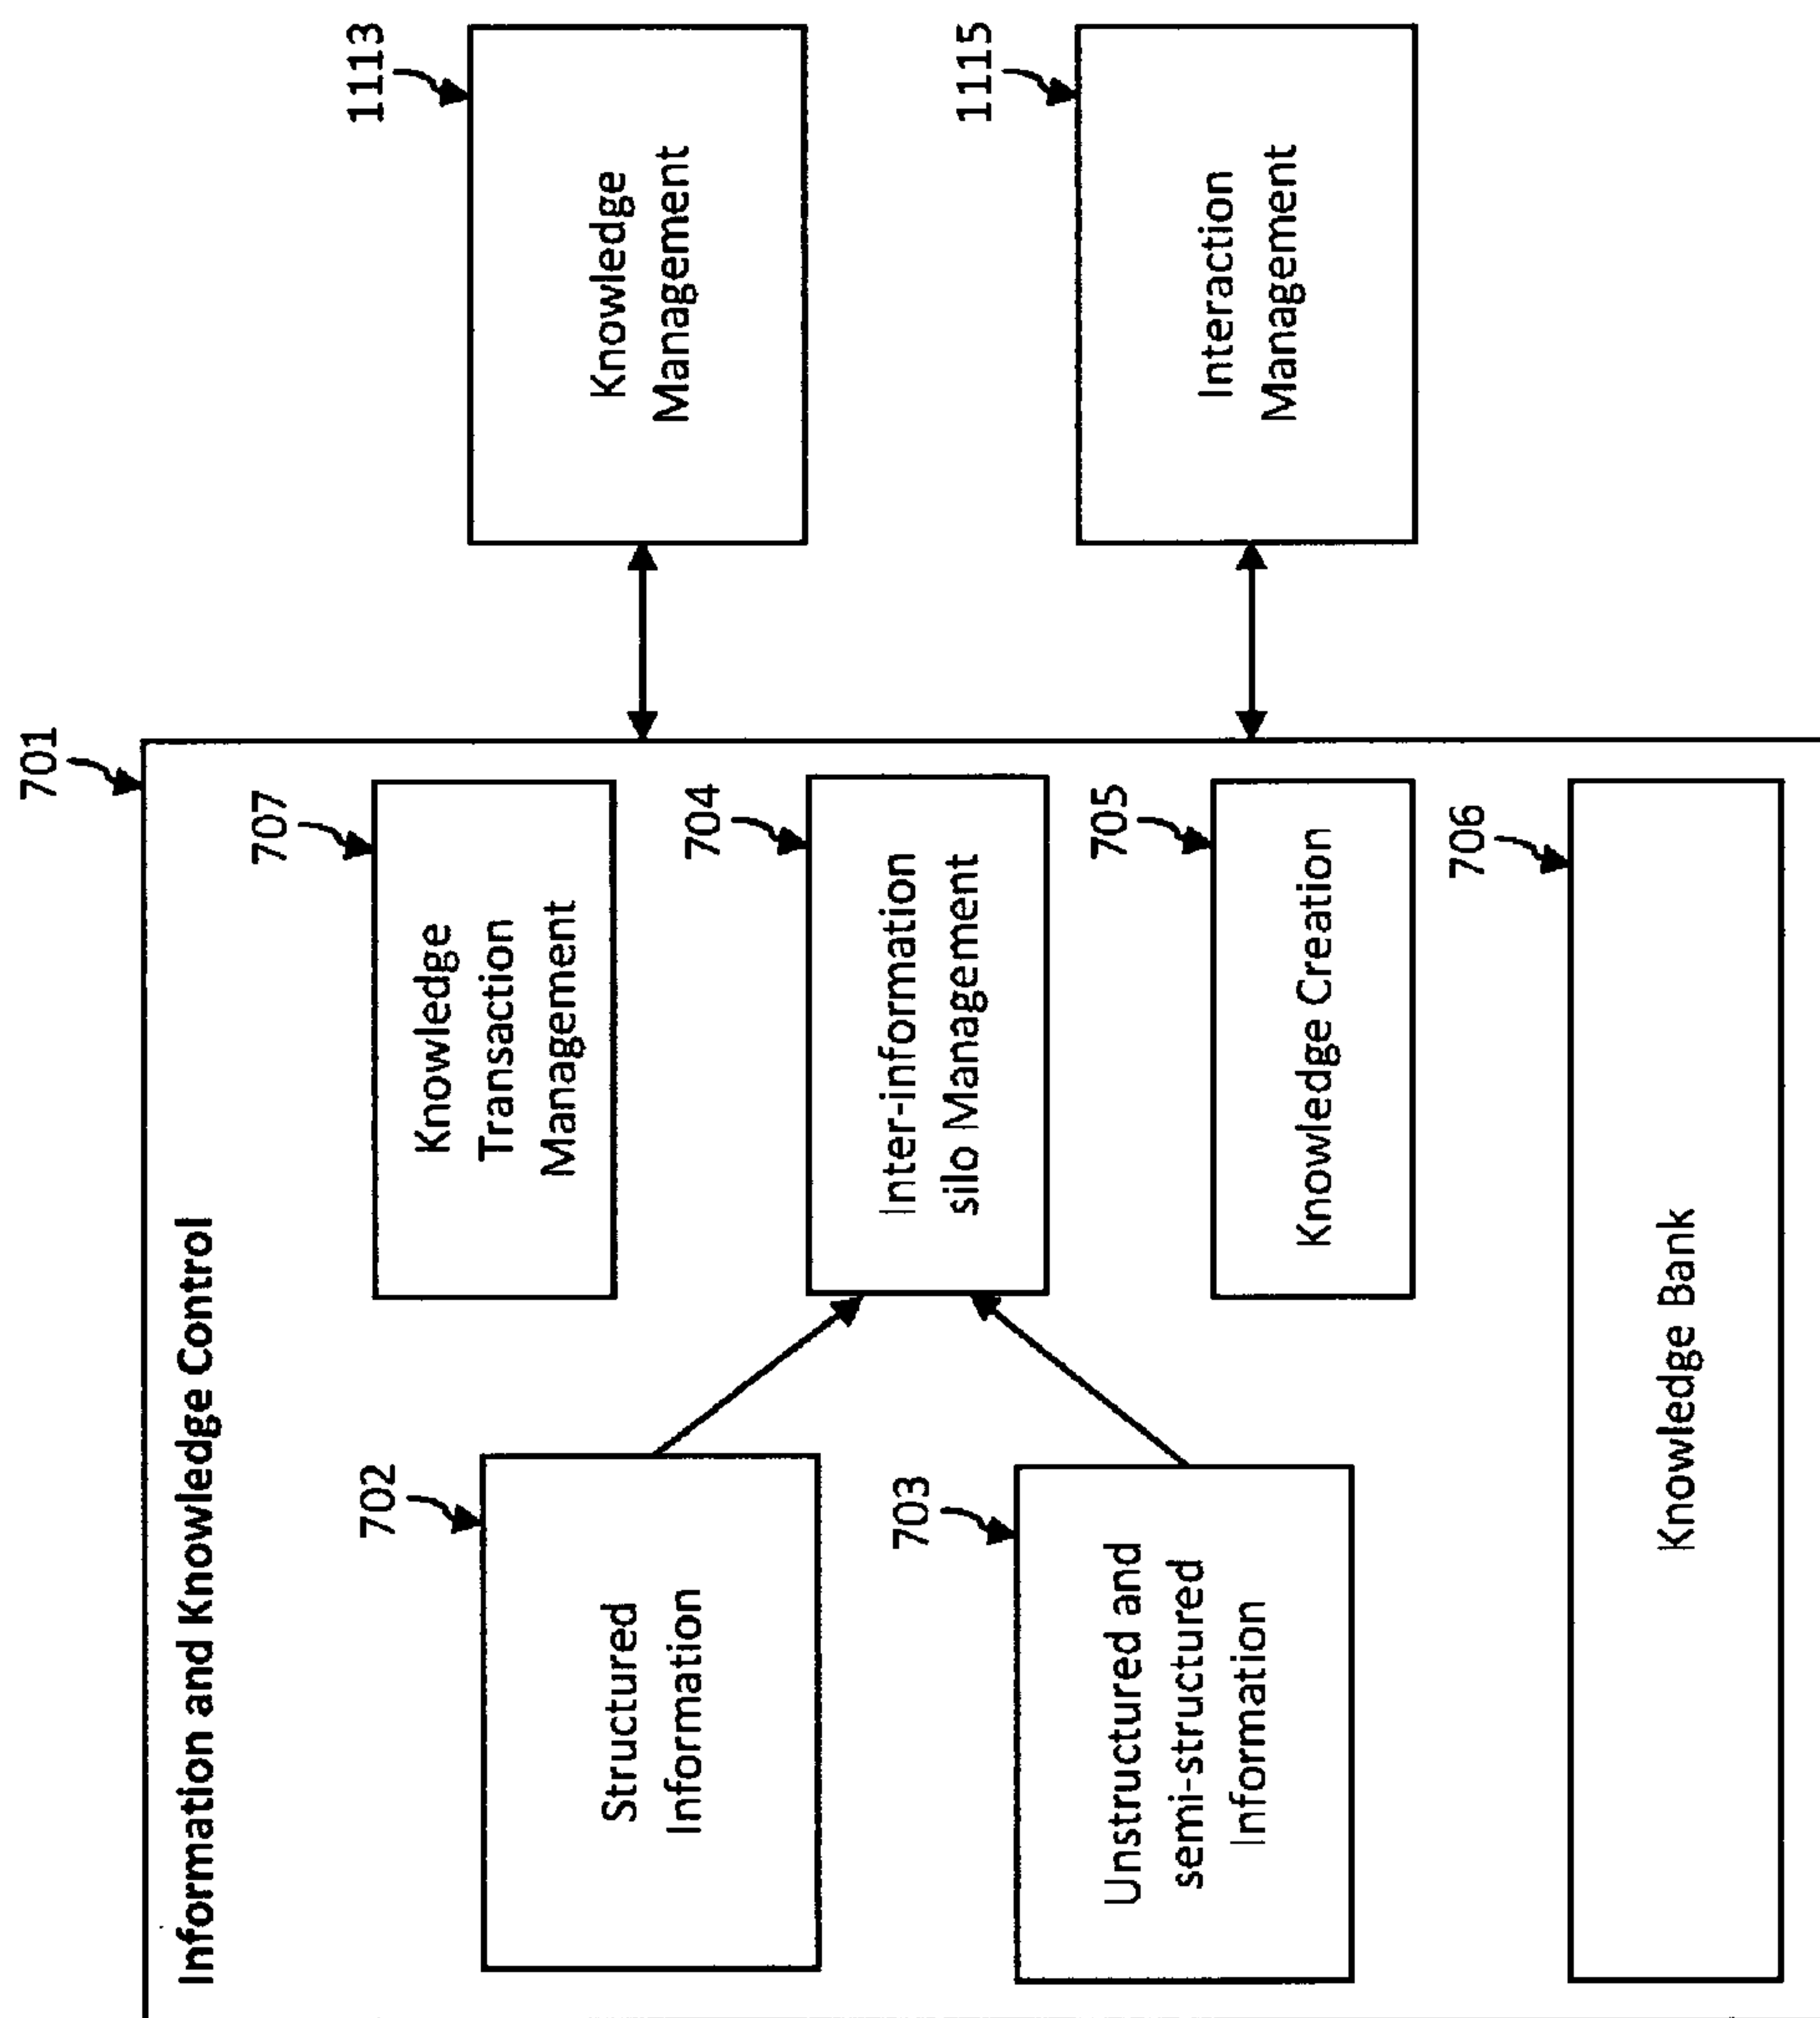 701
Information and Knowledge Control
702
Structured
Information
703
Unstructured and
semi-structured
Information
707
Knowledge
Transaction
Management
704
Inter-information
silo Management
705
Knowledge Creation
706
Knowledge Bank
1113
Knowledge
Management
1115
Interaction
Management